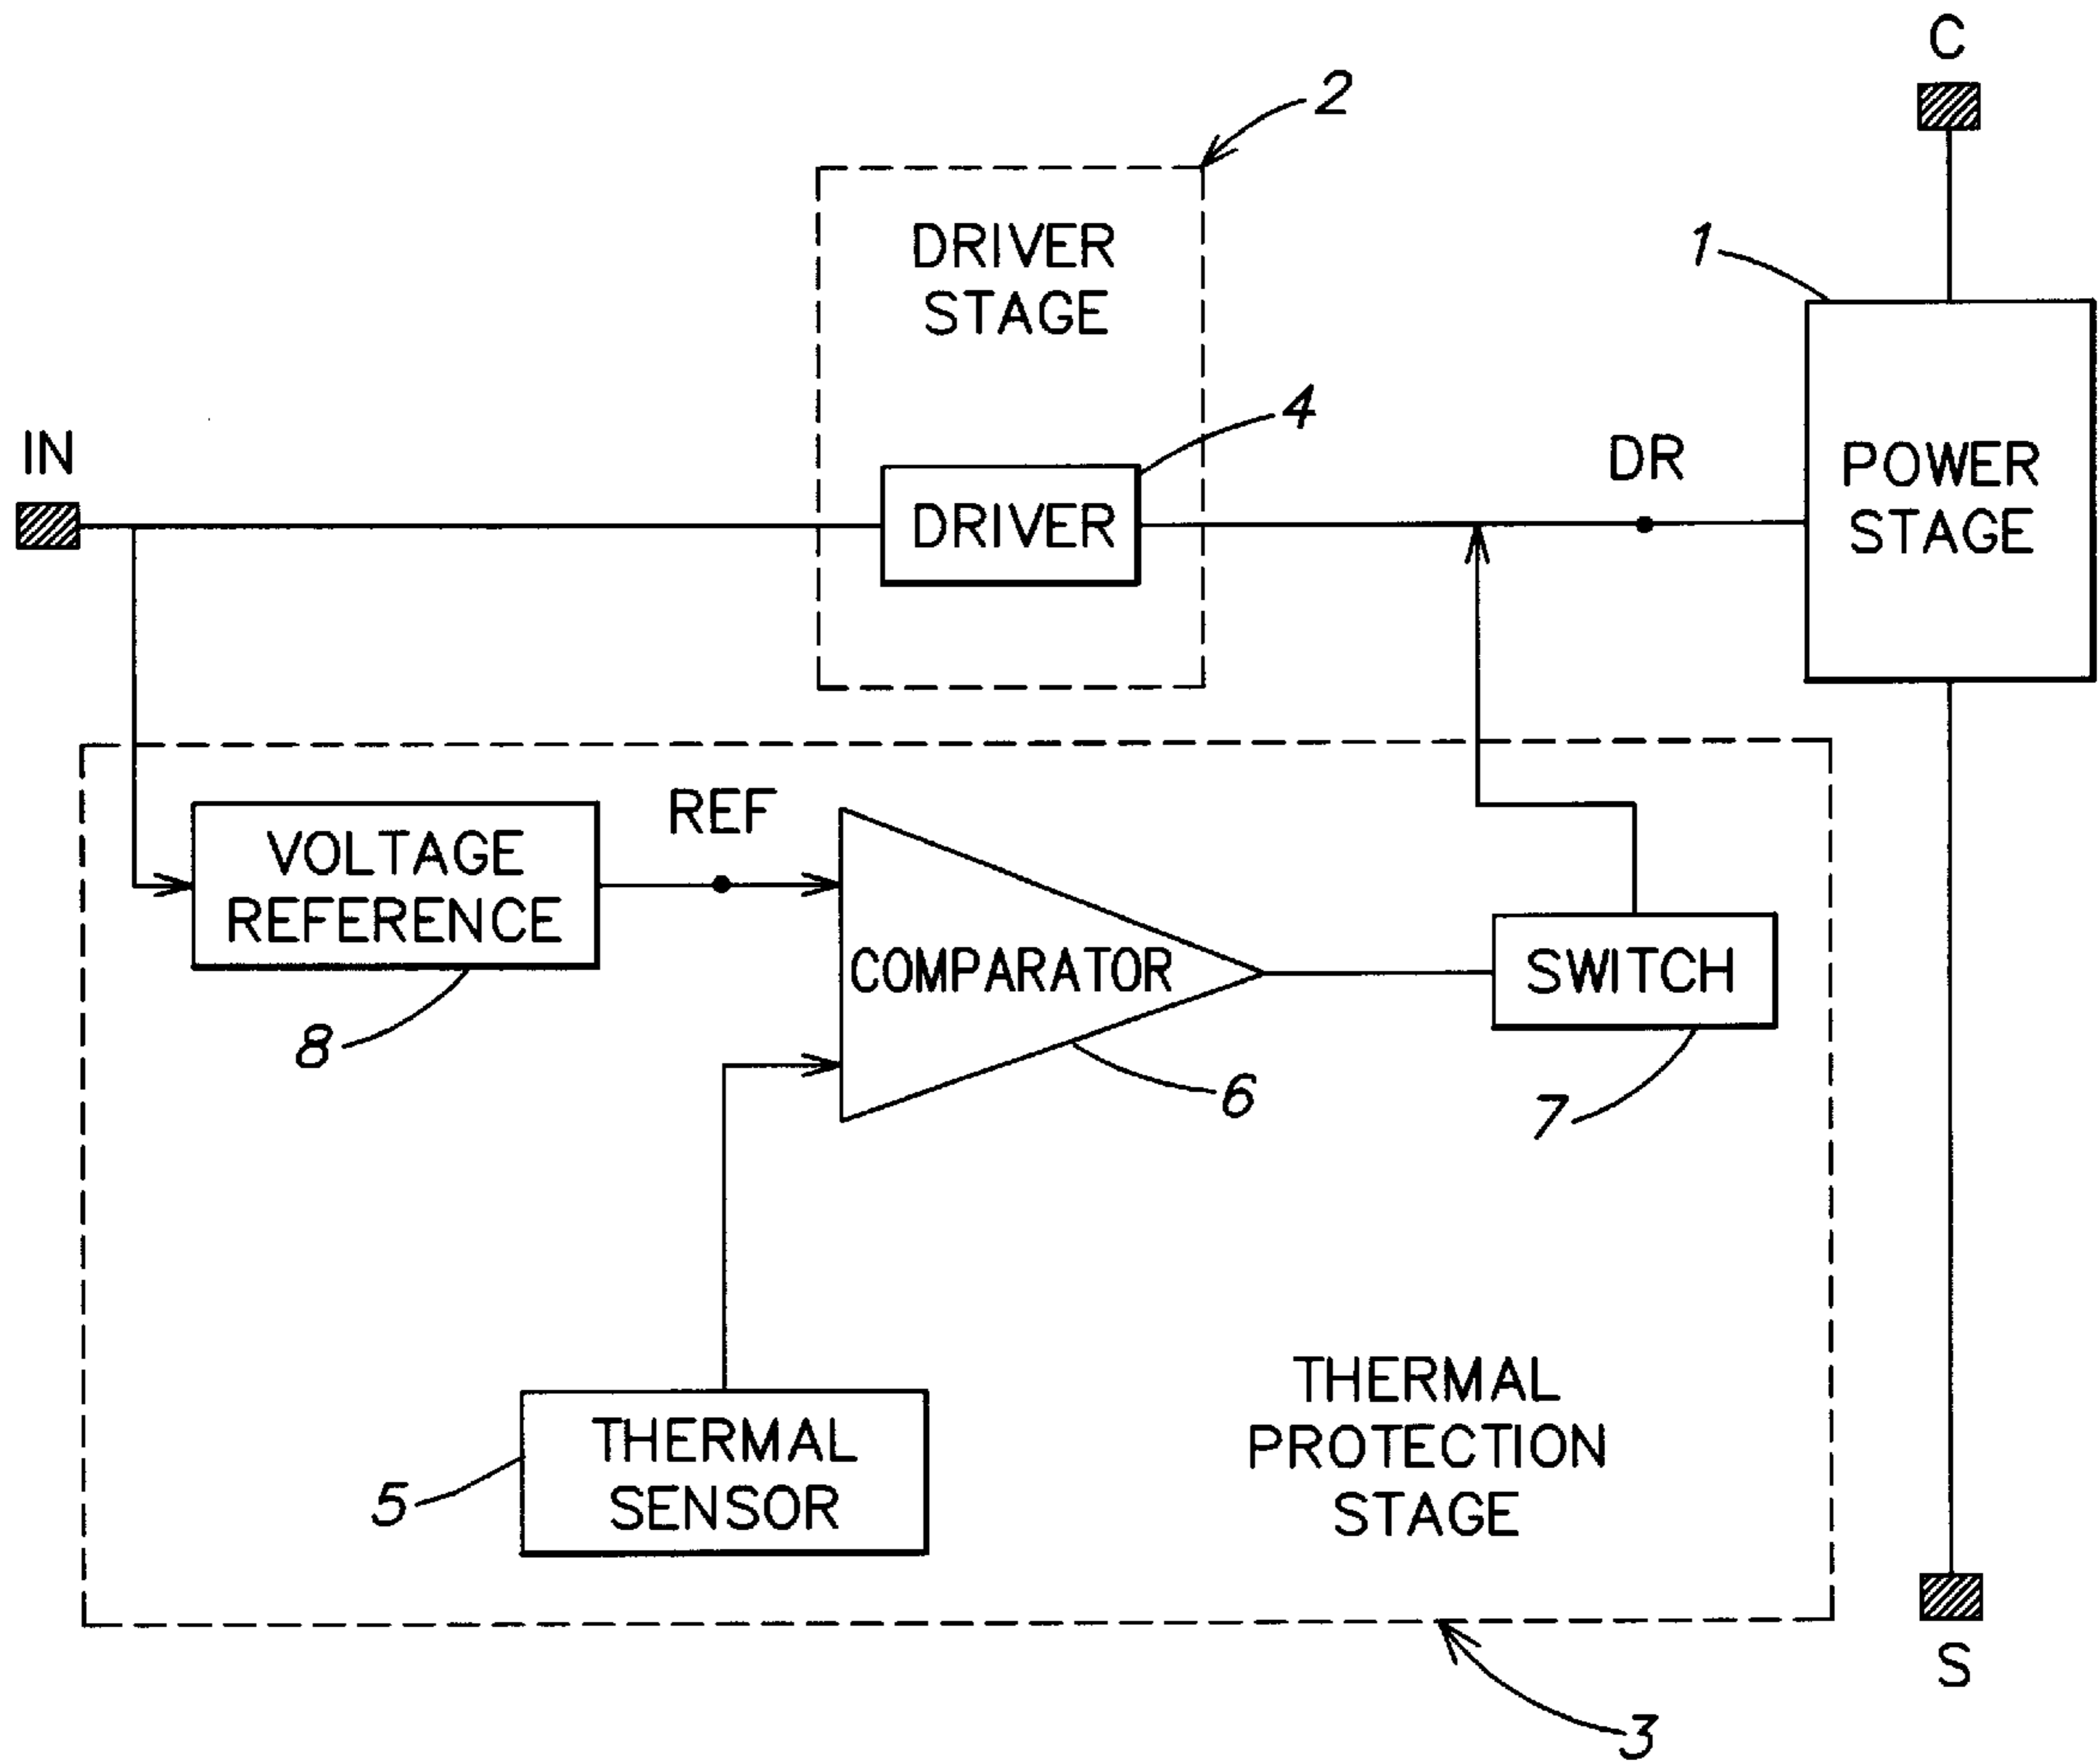 C
2
DRIVER
STAGE
1
4
IN
DR
POWER
STAGE
DRIVER
REF
VOLTAGE
REFERENCE
COMPARATOR
SWITCH
8
6
7
THERMAL
PROTECTION
STAGE
THERMAL
SENSOR
5
S
3